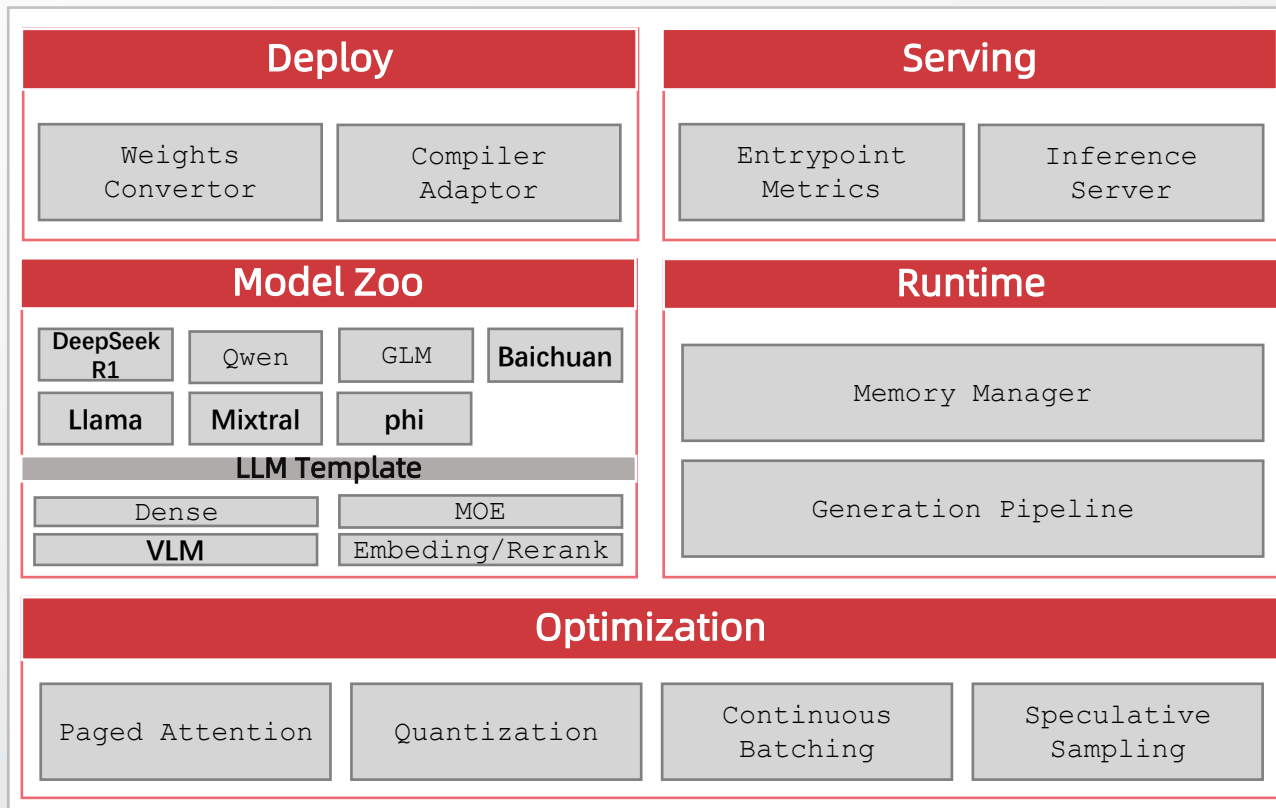 Deploy
Serving
Weights
Convertor
Compiler
Adaptor
Entrypoint
Metrics
Inference
Server
Model Zoo
Runtime
DeepSeek
R1
Qwen
GLM
Baichuan
Llama
Mixtral
phi
LLM Template
Dense
MOE
VLM
Embeding/Rerank
Memory Manager
Generation Pipeline
Optimization
Paged Attention
Quantization
Continuous
Batching
Speculative
Sampling